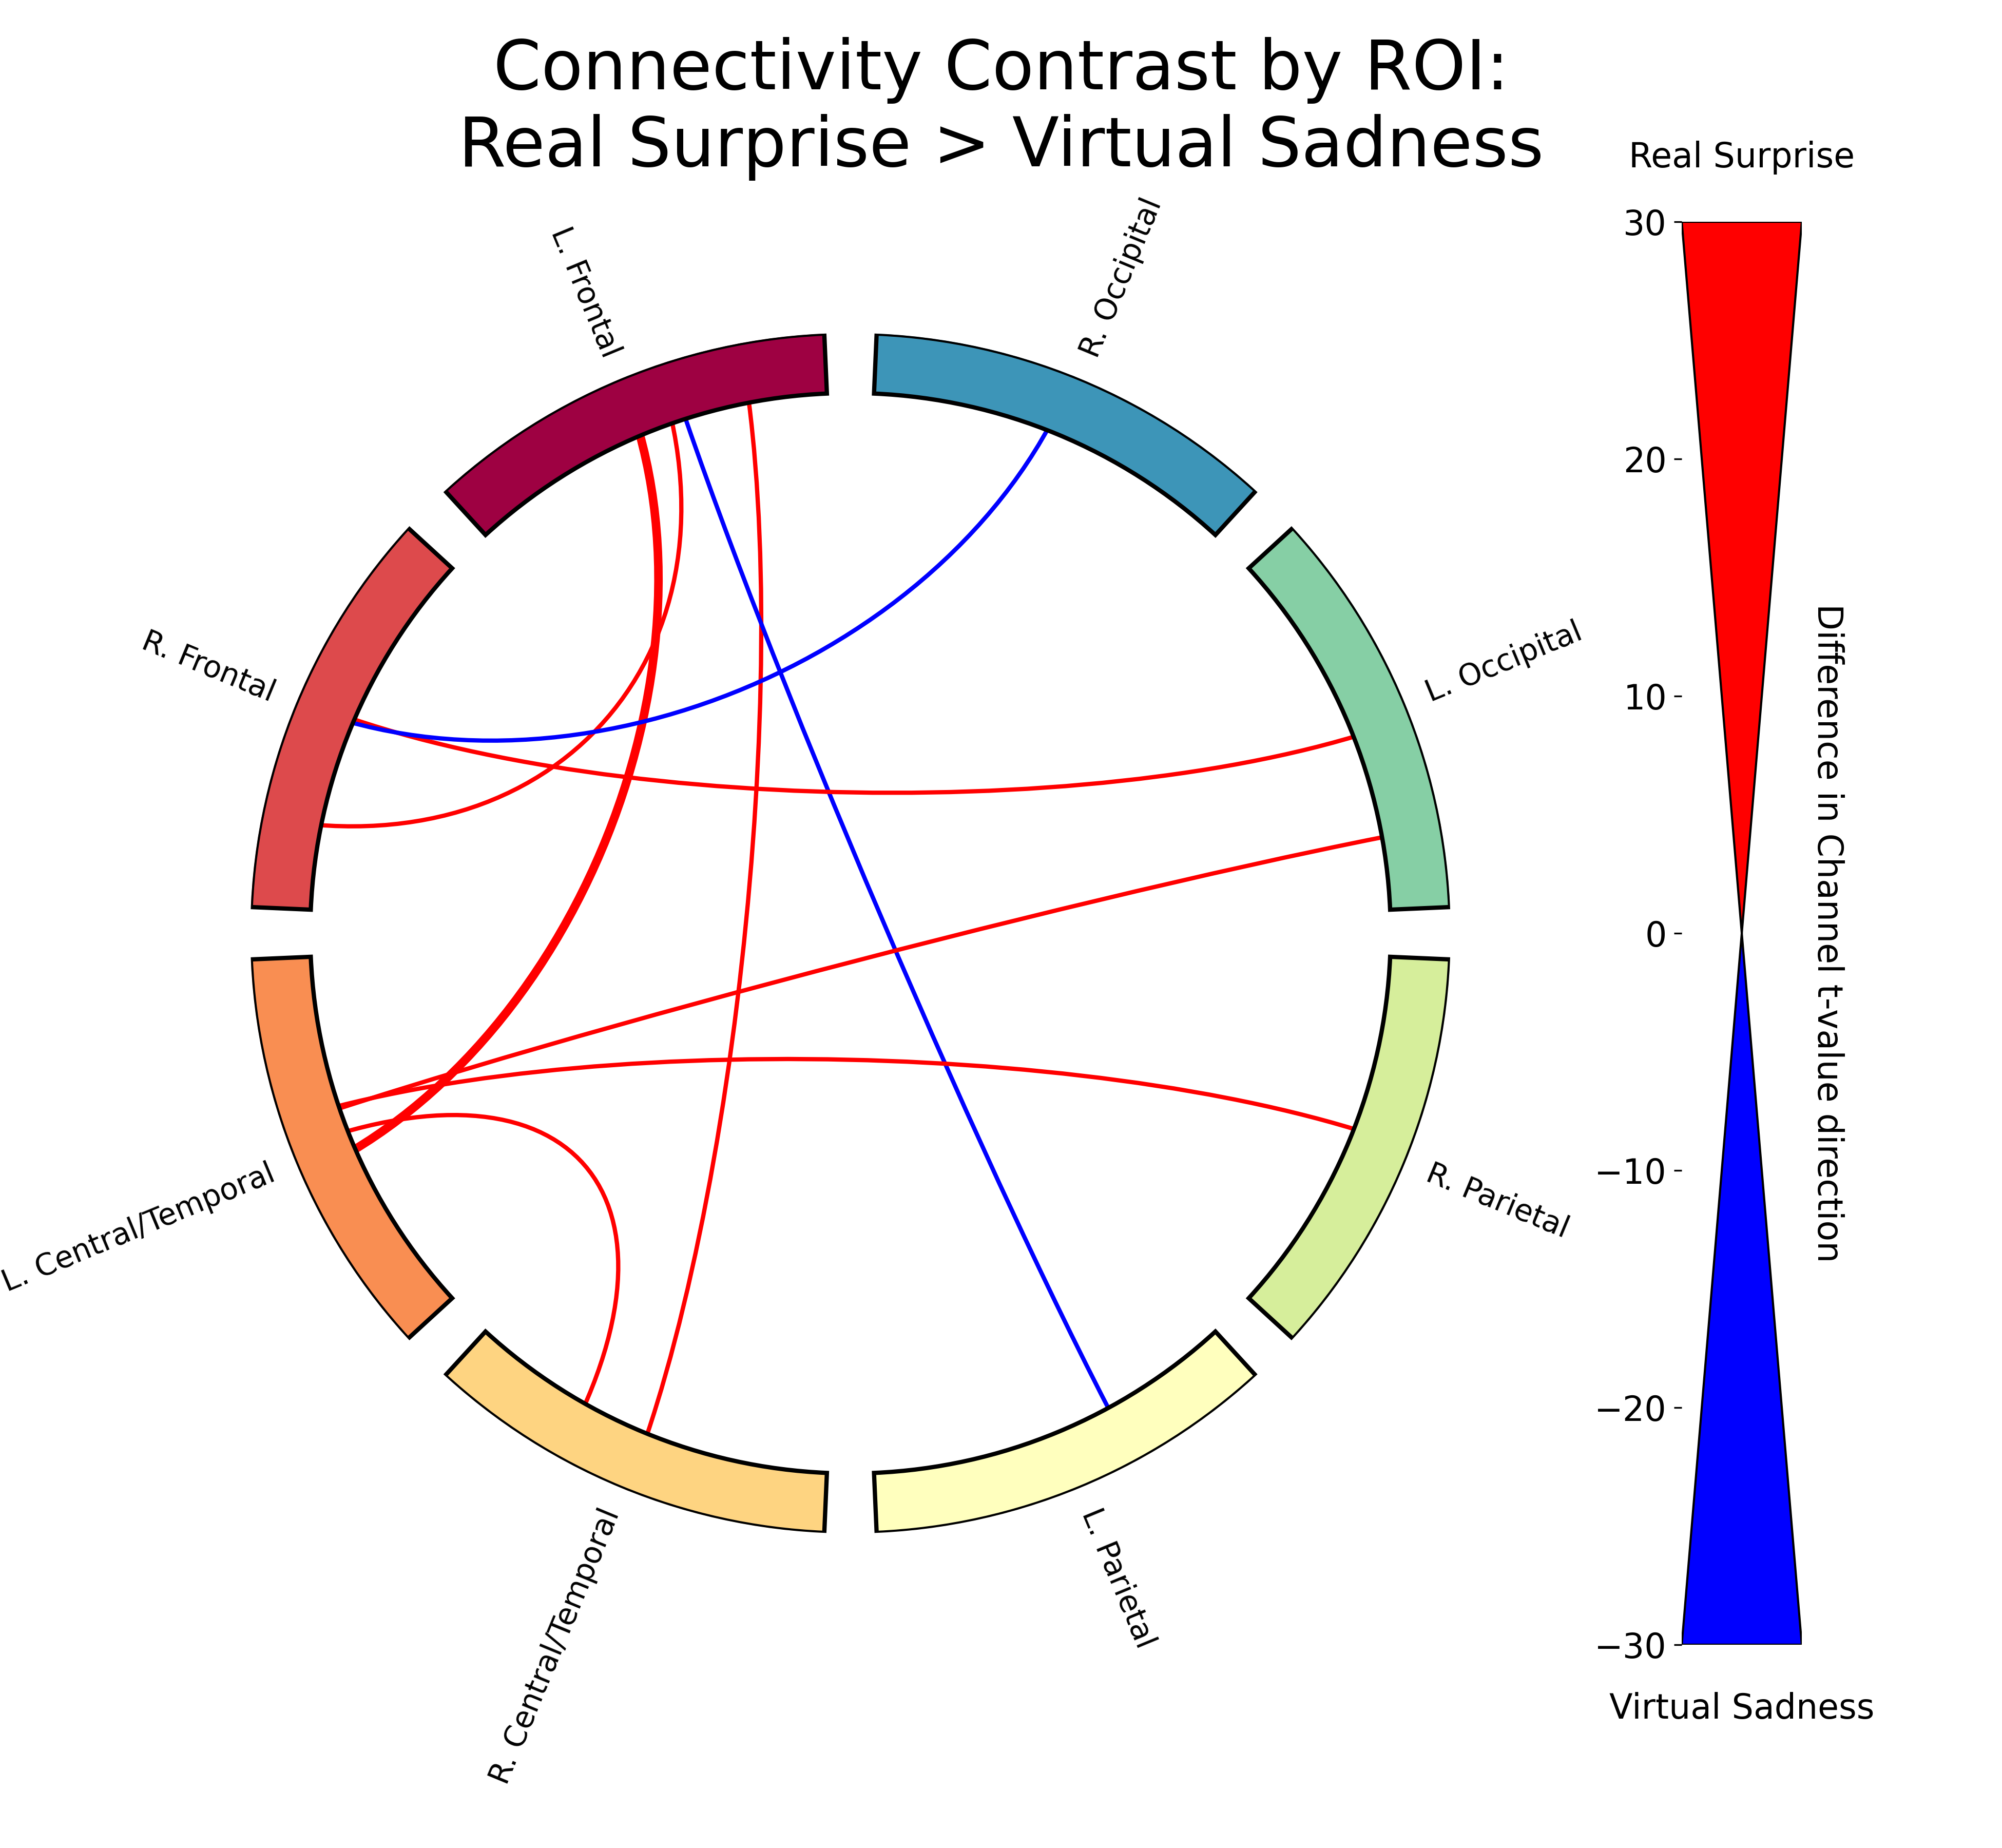 Connectivity Contrast by ROI:
Real Surprise > Virtual Sadness
Real Surprise
L. Frontal
R. Occipital
R. Frontal
L. Occipital
L. Central/Temporal
R. Parietal
R. Central/Temporal
L. Parietal
30
20
10
0
−10
−20
−30
Difference in Channel t-value direction
Virtual Sadness